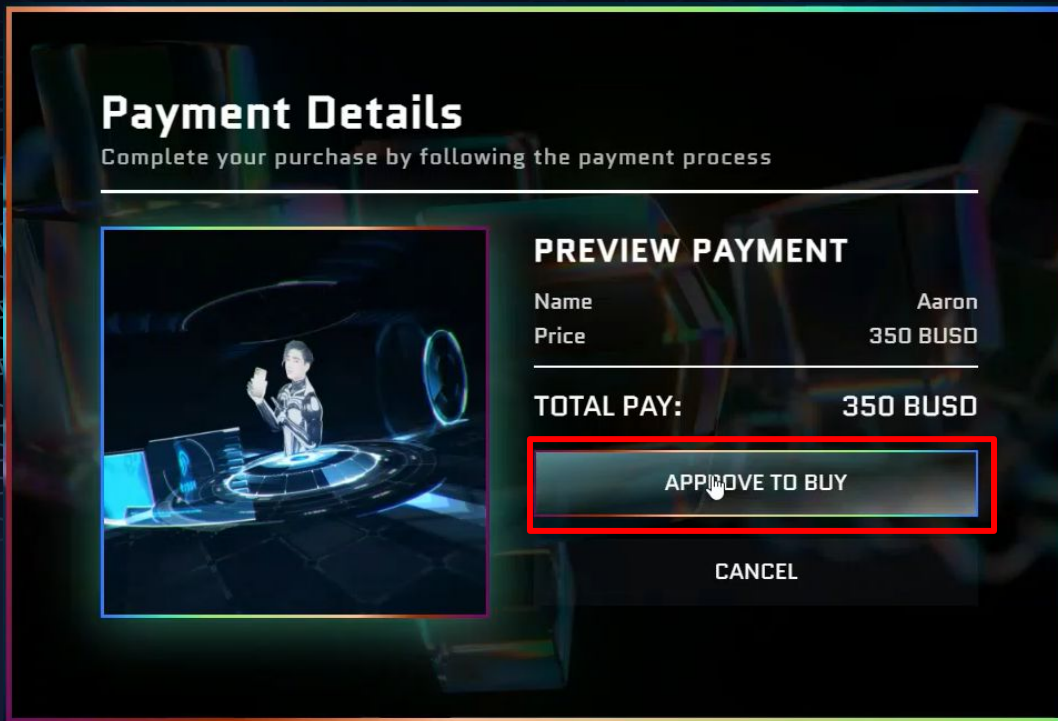 Payment Details
Complete your purchase by following the payment process
PREVIEW PAYMENT
Name Aaron
Price 350 BUSD
TOTAL PAY: 350 BUSD
APPROVE TO BUY
CANCEL